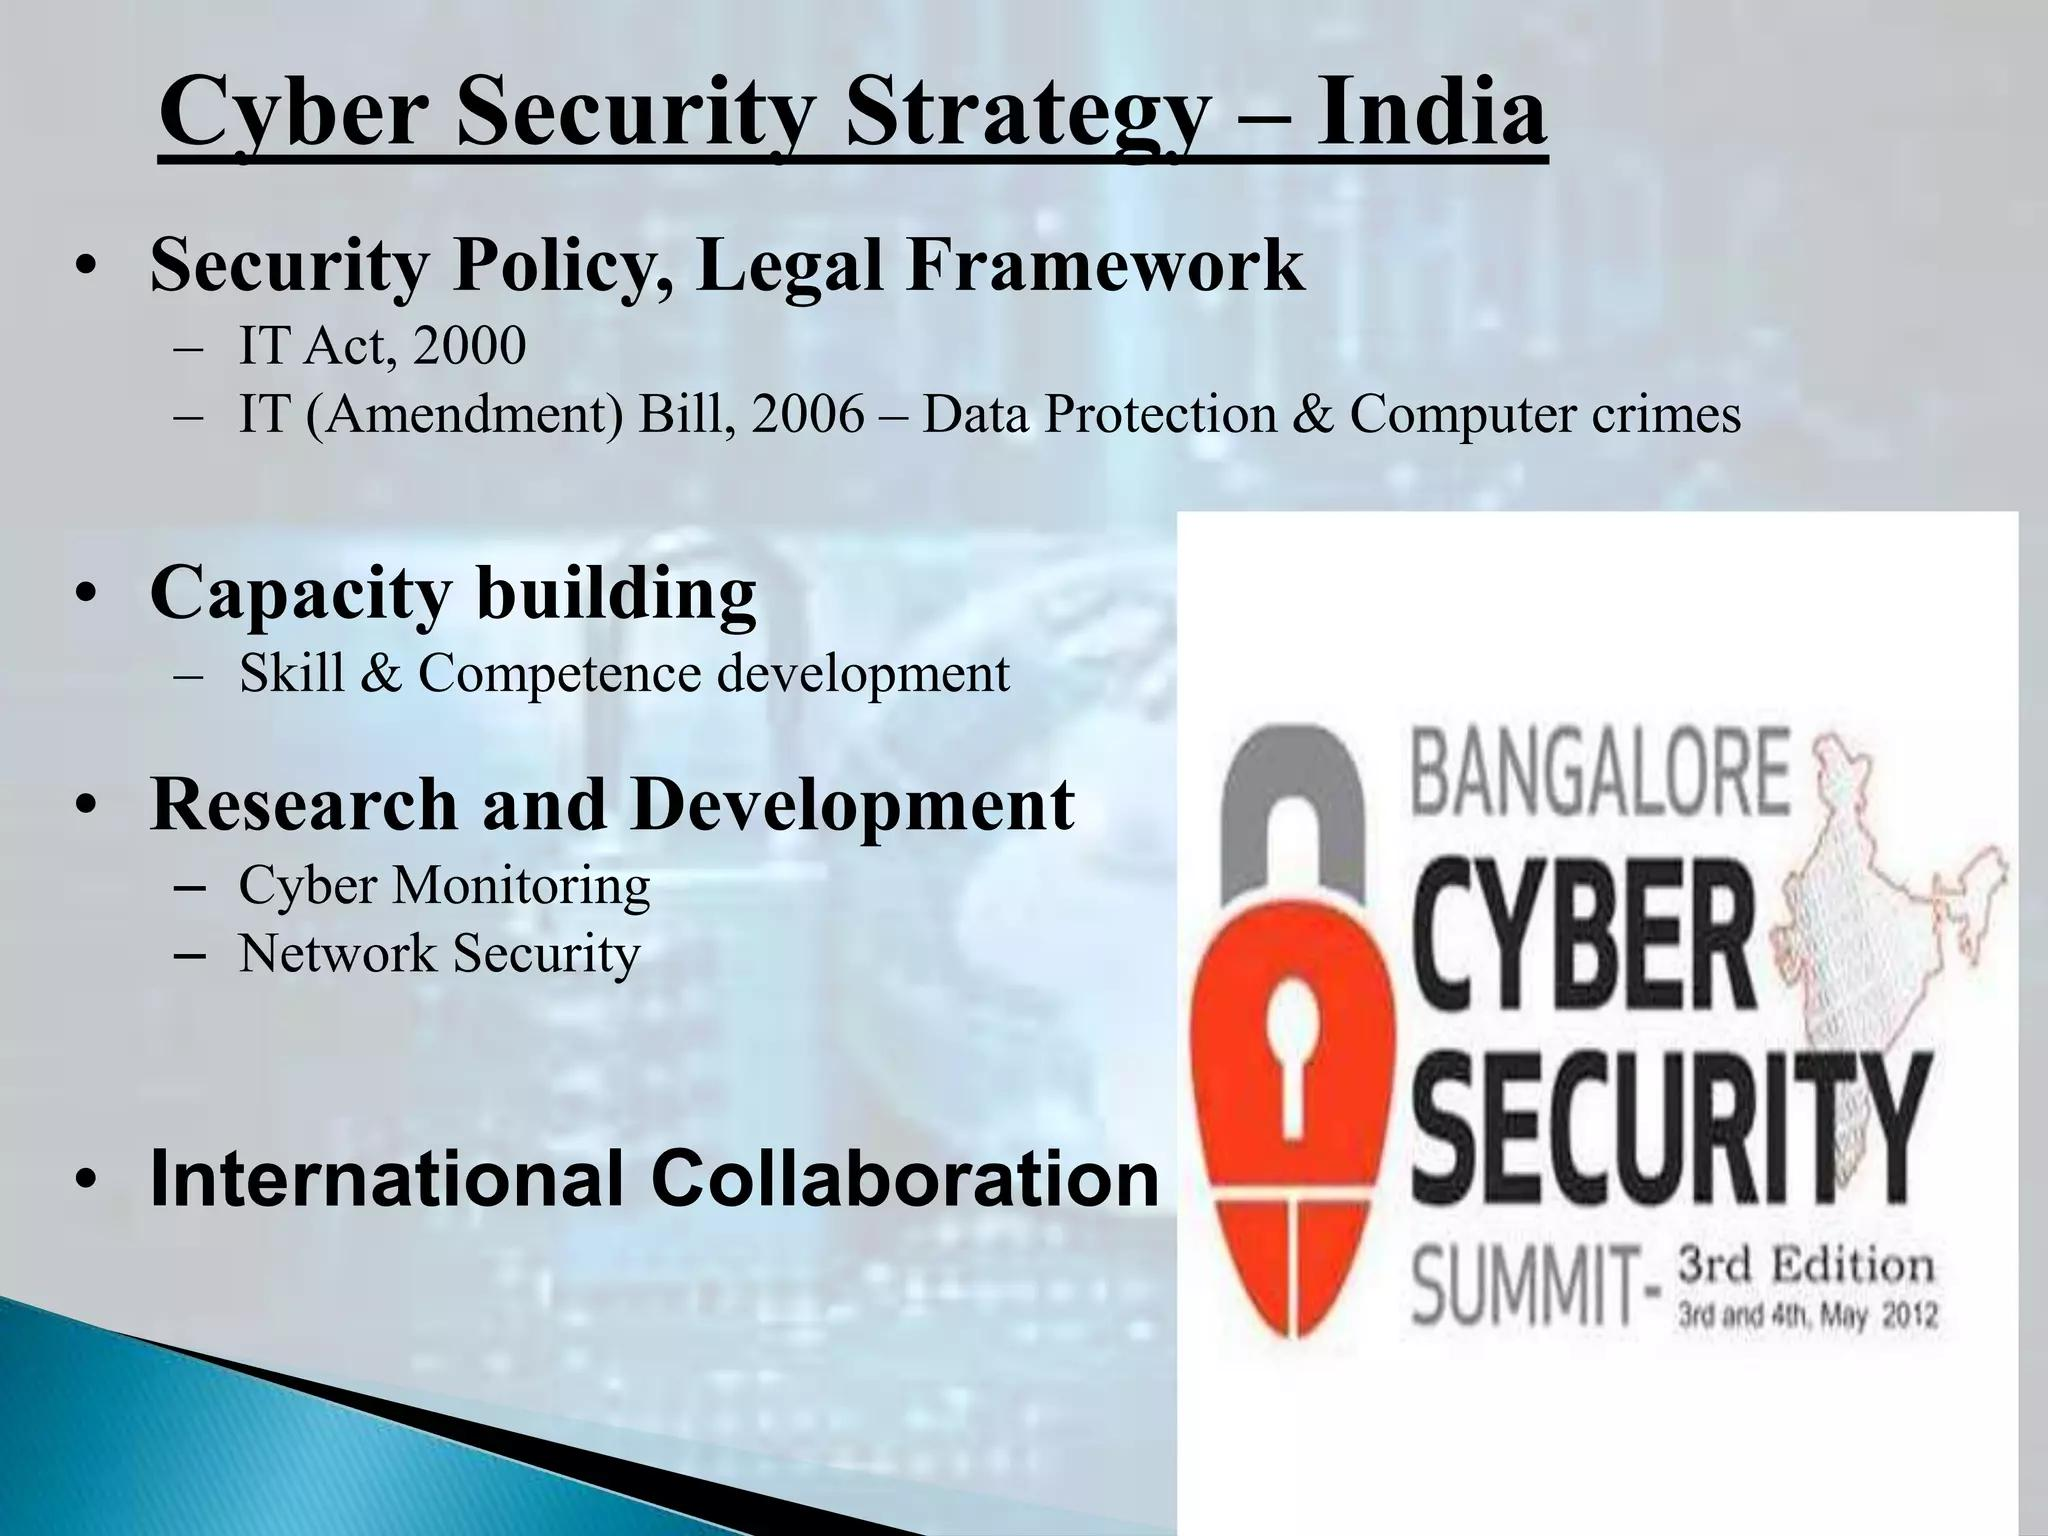 Cyber Security Strategy – India
• Security Policy, Legal Framework
– IT Act, 2000
– IT (Amendment) Bill, 2006 – Data Protection & Computer crimes
• Capacity building
– Skill & Competence development
• Research and Development
– Cyber Monitoring
– Network Security
• International Collaboration
BANGALORE
CYBER
SECURITY
SUMMIT- 3rd Edition
3rd and 4th, May 2012